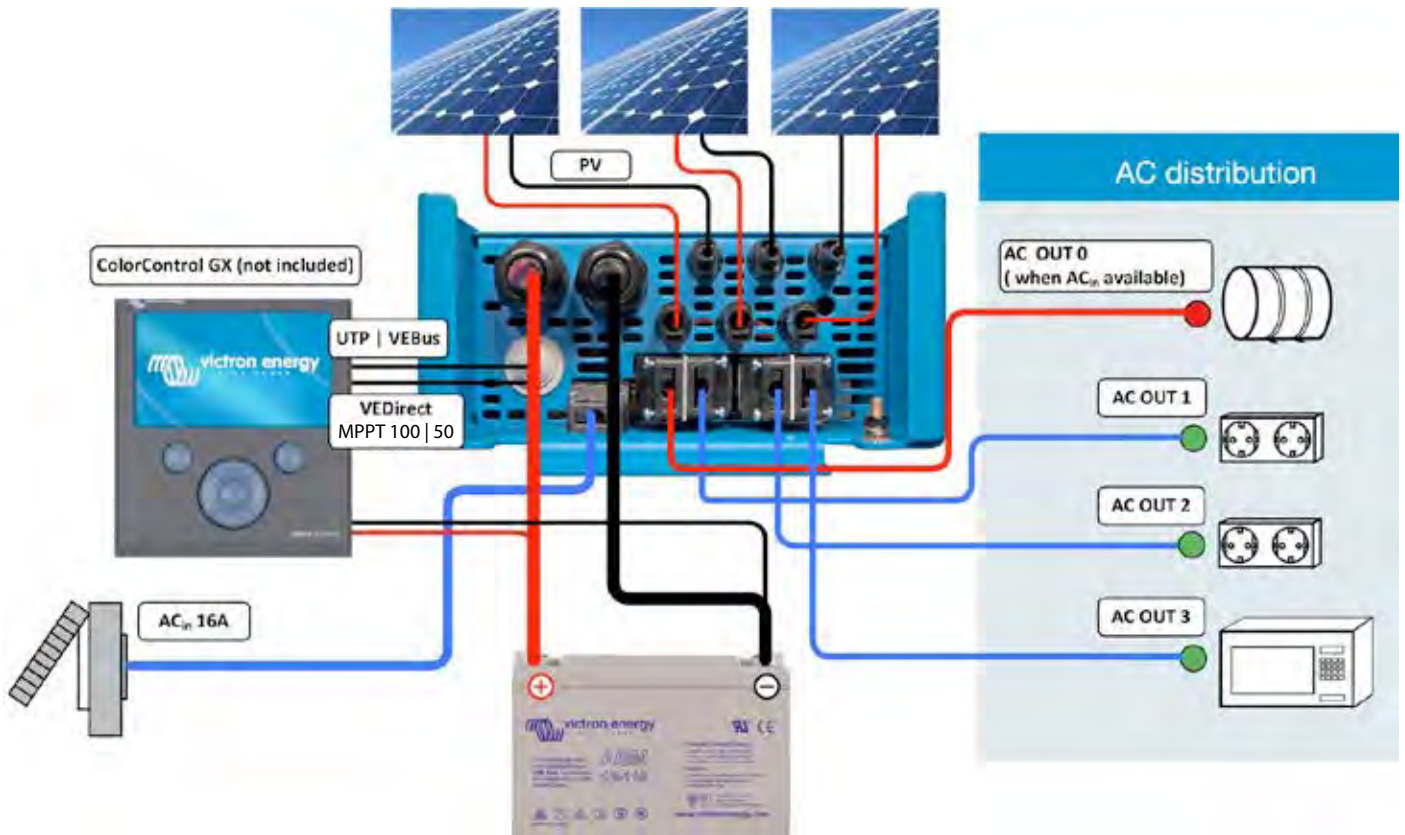 PV
AC distribution
ColorControl GX (not included)
AC OUT 0
( when ACin available)
UTP | VEBus
victron energy
VEDirect
MPPT 100 | 50
AC OUT 1
AC OUT 2
ACin 16A
AC OUT 3
victron energy